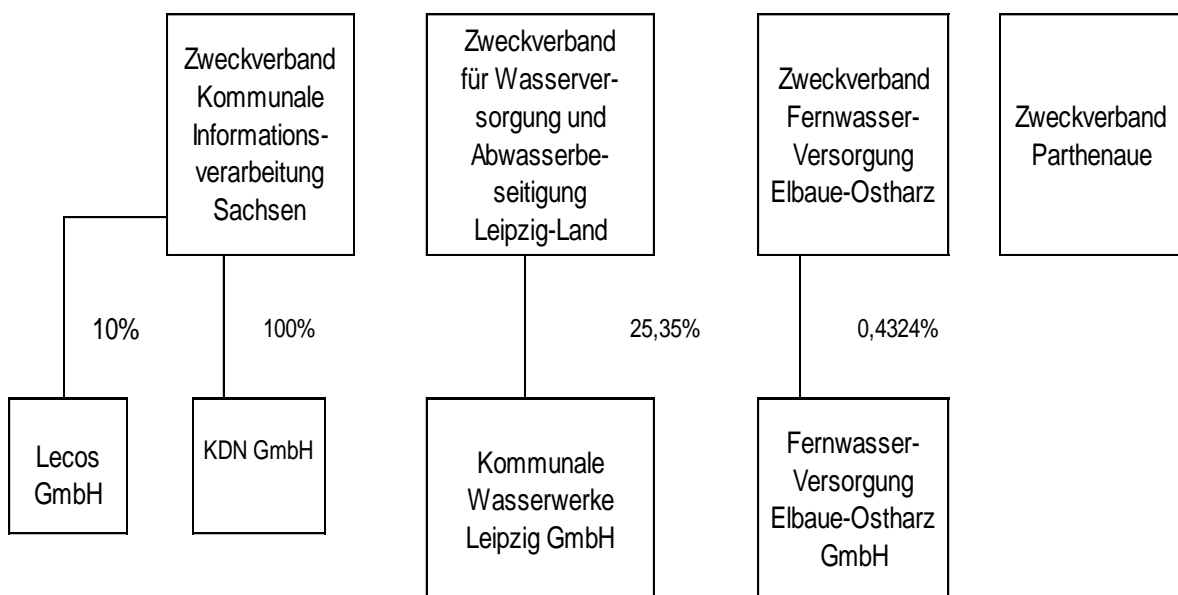 Zweckverband
Kommunale
Informations-
verarbeitung
Sachsen
Zweckverband
für Wasserver-
sorgung und
Abwasserbe-
seitigung
Leipzig-Land
Zweckverband
Fernwasser-
Versorgung
Elbaue-Ostharz
Zweckverband
Parthenaue
10%
100%
25,35%
0,4324%
Lecos
GmbH
KDN GmbH
Kommunale
Wasserwerke
Leipzig GmbH
Fernwasser-
Versorgung
Elbaue-Ostharz
GmbH